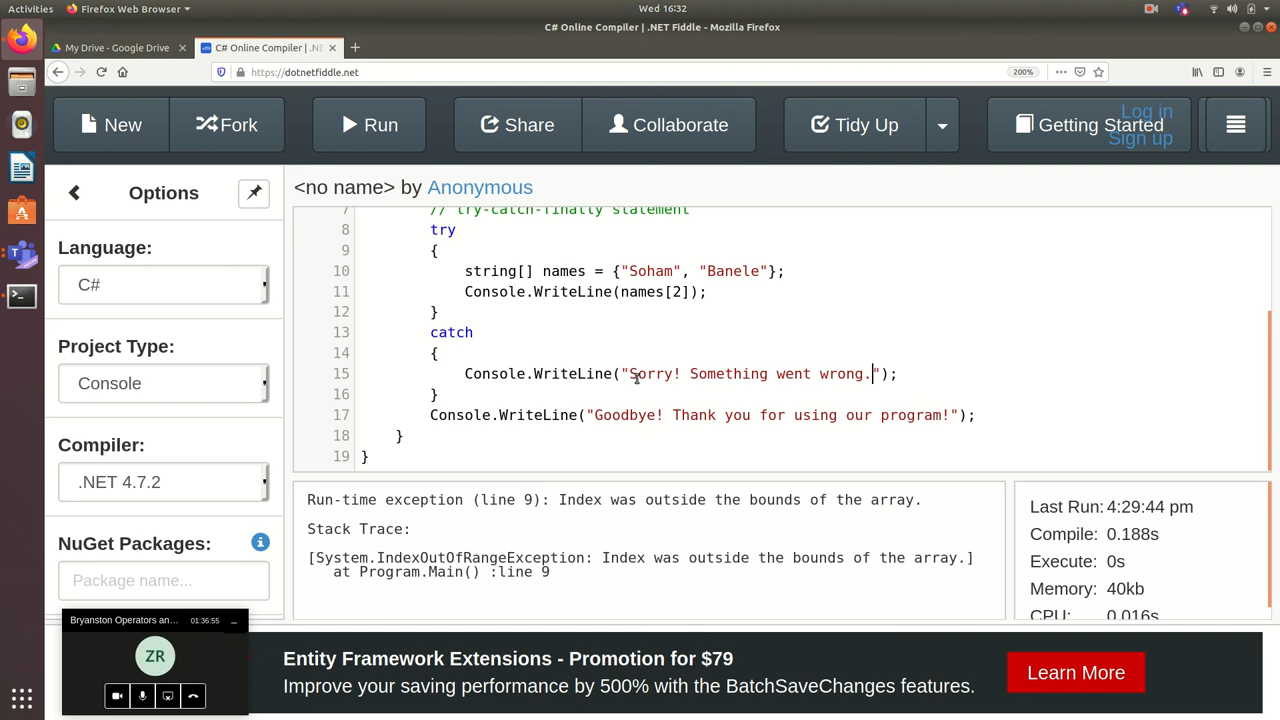 Activities
Firefox Web Browser
Wed 16:32
C# Online Compiler | .NET Fiddle - Mozilla Firefox
My Drive - Google Drive
C# Online Compiler | .NE
https://dotnetfiddle.net
200%
New
Fork
Run
Share
Collaborate
Tidy Up
Getting Started
Log in
Sign up
Options
<no name> by Anonymous
Language:
C#
Project Type:
Console
Compiler:
.NET 4.7.2
NuGet Packages:
Package name...
7 // try-catch-finally statement
8 try
9 {
10 string[] names = {"Soham", "Banele"};
11 Console.WriteLine(names[2]);
12 }
13 catch
14 {
15 Console.WriteLine("Sorry! Something went wrong.");
16 }
17 Console.WriteLine("Goodbye! Thank you for using our program!");
18 }
19 }
Run-time exception (line 9): Index was outside the bounds of the array.
Stack Trace:
[System.IndexOutOfRangeException: Index was outside the bounds of the array.]
at Program.Main() :line 9
Last Run: 4:29:44 pm
Compile: 0.188s
Execute: 0s
Memory: 40kb
CPU: 0.016s
Bryanston Operators an...
01:36:55
ZR
Entity Framework Extensions - Promotion for $79
Improve your saving performance by 500% with the BatchSaveChanges features.
Learn More